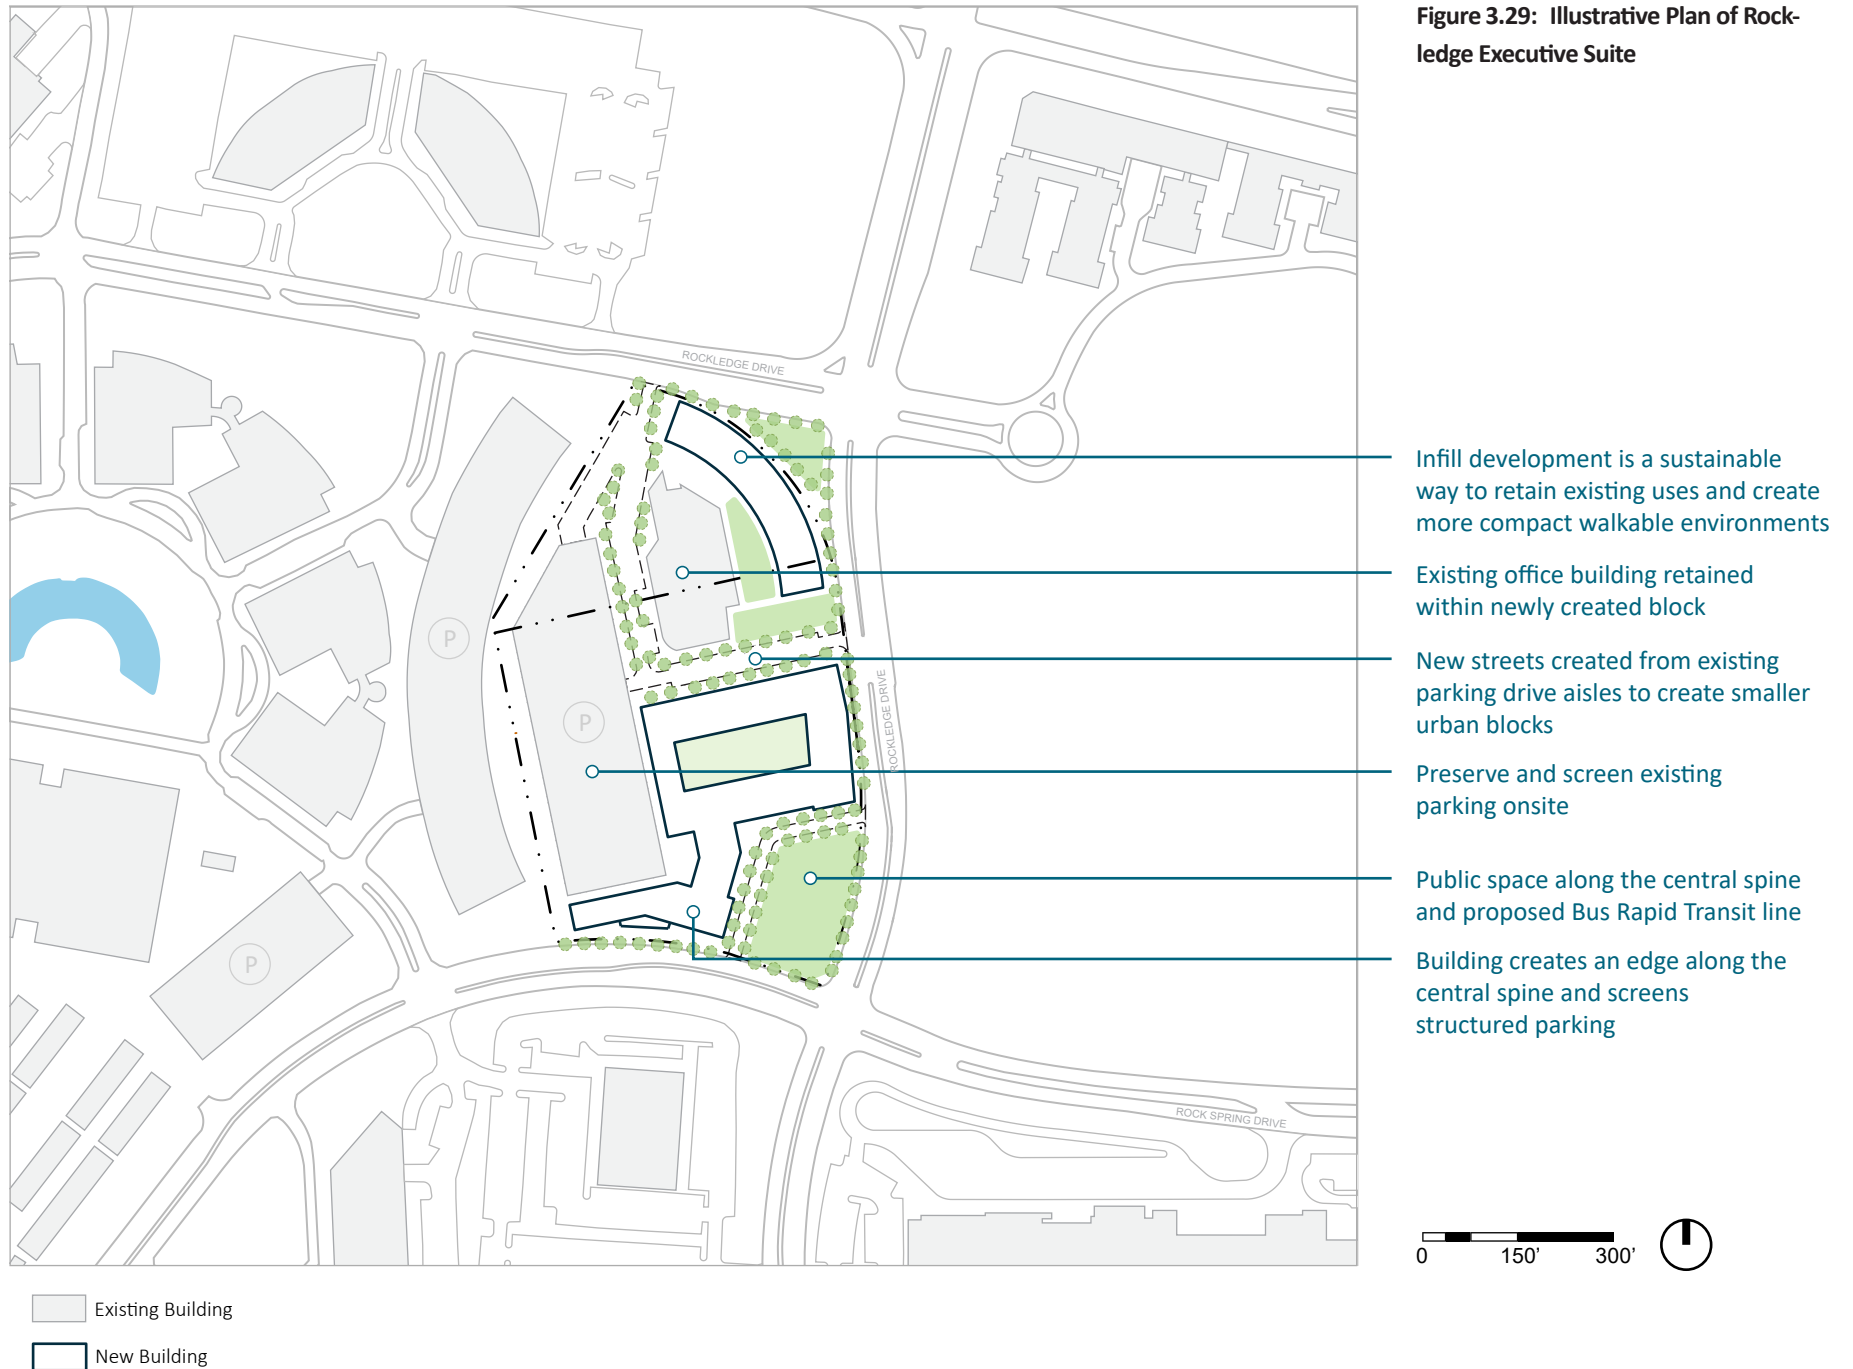 Figure 3.29: Illustrative Plan of Rock-
ledge Executive Suite
ROCKLEDGE DRIVE
Infill development is a sustainable
way to retain existing uses and create
more compact walkable environments
Existing office building retained
within newly created block
P
New streets created from existing
parking drive aisles to create smaller
urban blocks
ROCKLEDGE DRIVE
P
Preserve and screen existing
parking onsite
Public space along the central spine
and proposed Bus Rapid Transit line
P
Building creates an edge along the
central spine and screens
structured parking
ROCK SPRING DRIVE
0 150' 300'
Existing Building
New Building